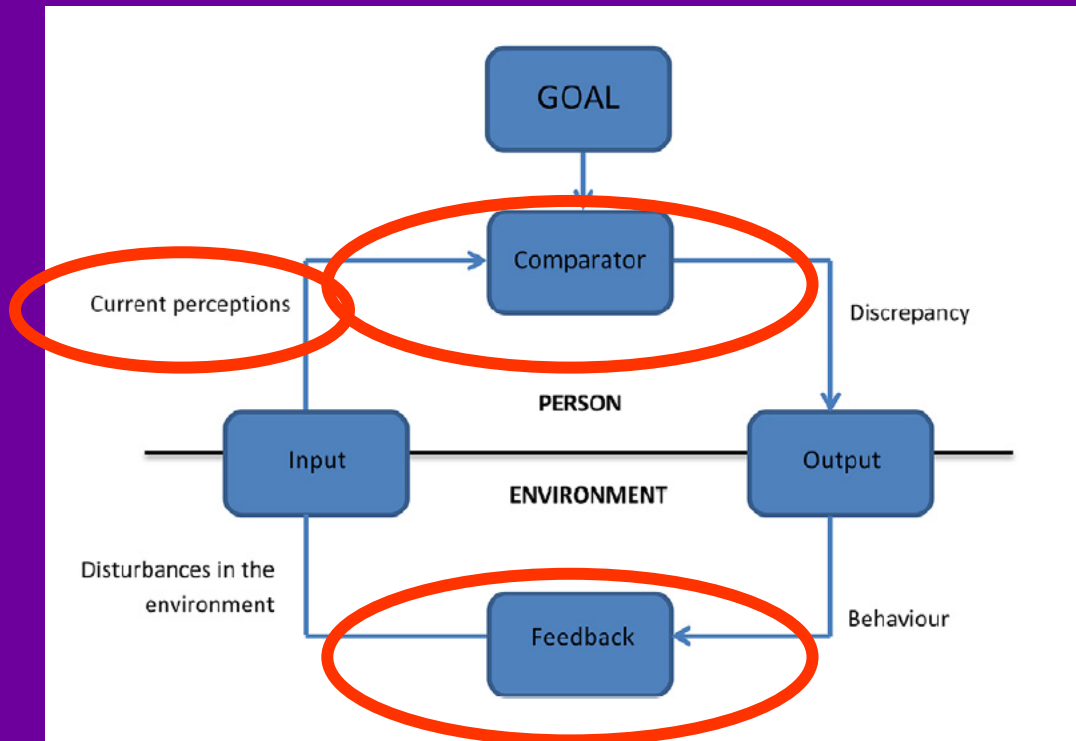 GOAL
Comparator
Current perceptions
Discrepancy
PERSON
Input
Output
ENVIRONMENT
Disturbances in the
environment
Feedback
Behaviour